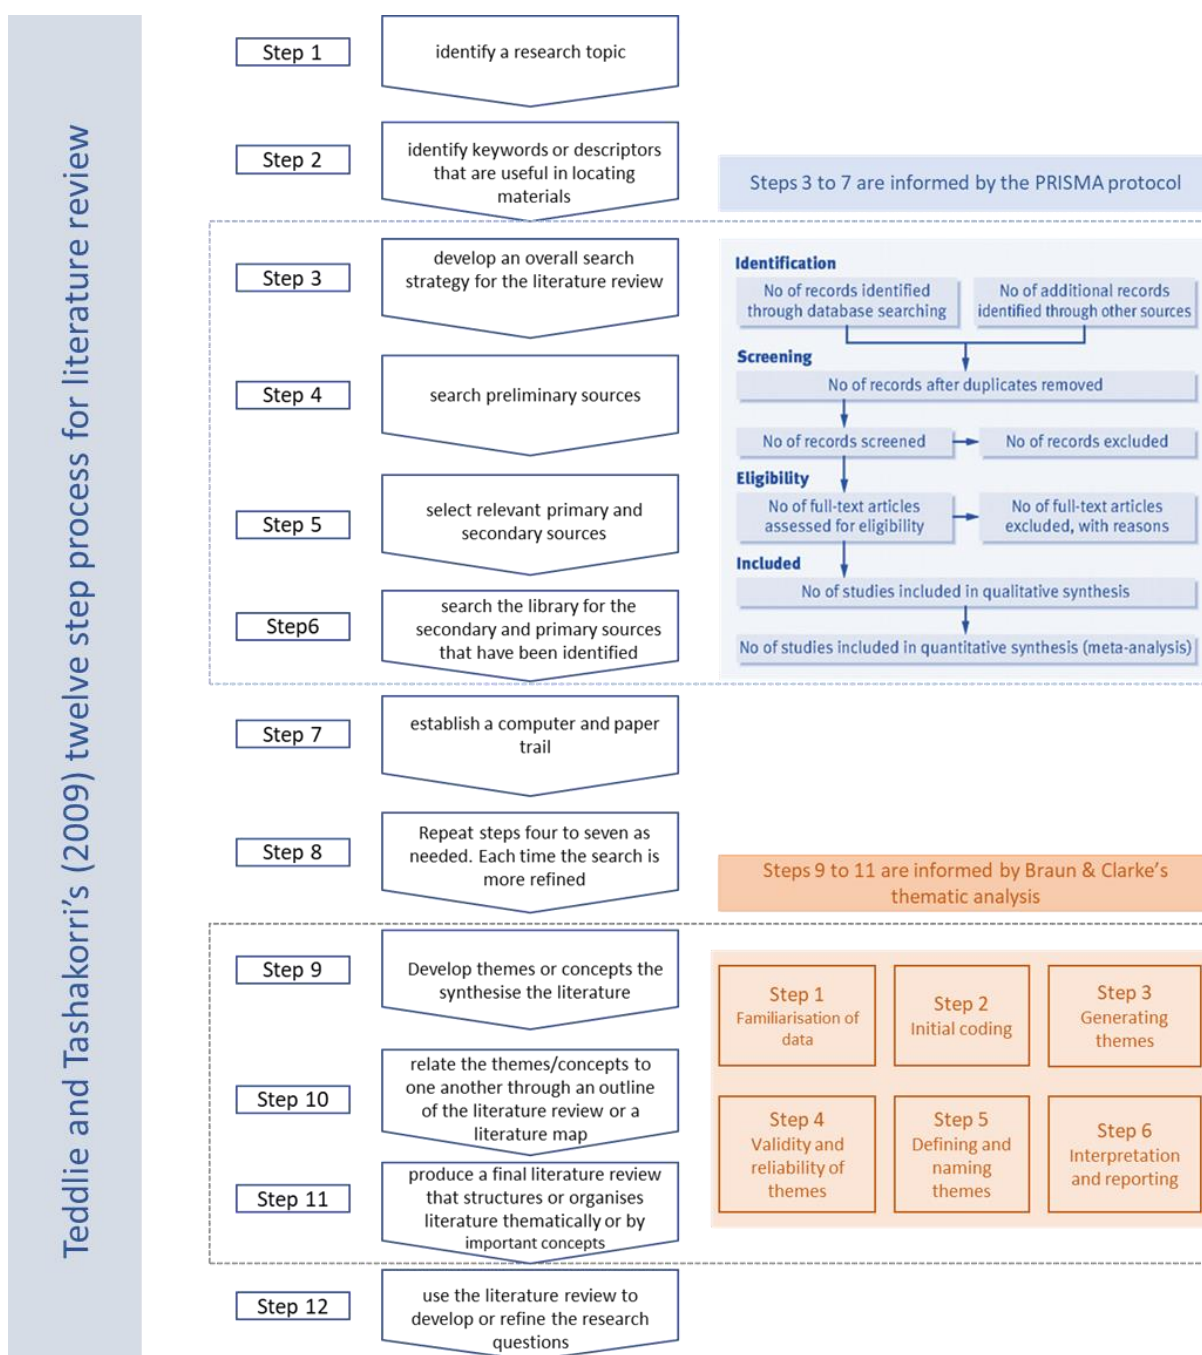 Teddlie and Tashakorri's (2009) twelve step process for literature review
Step 1
identify a research topic
Step 2
identify keywords or descriptors
that are useful in locating
materials
Steps 3 to 7 are informed by the PRISMA protocol
Step 3
develop an overall search
strategy for the literature review
Step 4
search preliminary sources
Step 5
select relevant primary and
secondary sources
Step6
search the library for the
secondary and primary sources
that have been identified
Identification
No of records identified
through database searching
No of additional records
identified through other sources
Screening
No of records after duplicates removed
No of records screened
No of records excluded
Eligibility
No of full-text articles
assessed for eligibility
No of full-text articles
excluded, with reasons
Included
No of studies included in qualitative synthesis
No of studies included in quantitative synthesis (meta-analysis)
Step 7
establish a computer and paper
trail
Step 8
Repeat steps four to seven as
needed. Each time the search is
more refined
Steps 9 to 11 are informed by Braun & Clarke's
thematic analysis
Step 9
Develop themes or concepts the
synthesise the literature
Step 10
relate the themes/concepts to
one another through an outline
of the literature review or a
literature map
Step 11
produce a final literature review
that structures or organises
literature thematically or by
important concepts
Step 1
Familiarisation of
data
Step 2
Initial coding
Step 3
Generating
themes
Step 4
Validity and
reliability of
themes
Step 5
Defining and
naming
themes
Step 6
Interpretation
and reporting
Step 12
use the literature review to
develop or refine the research
questions